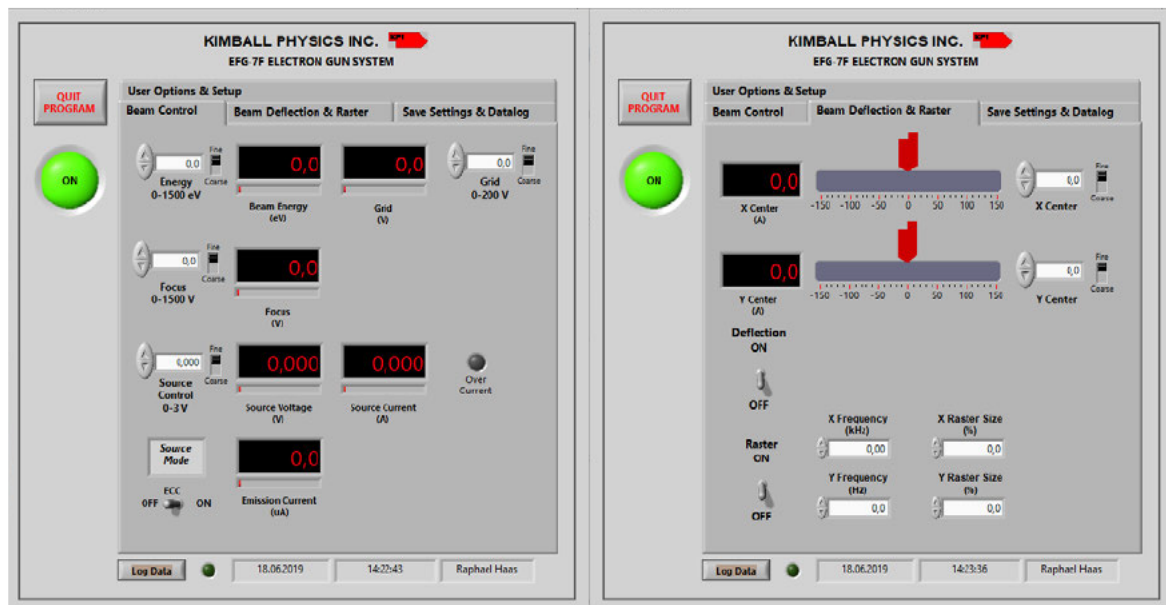 KIMBALL PHYSICS INC. KPI
EFG-7F ELECTRON GUN SYSTEM
QUIT
PROGRAM
User Options & Setup
Beam Control Beam Deflection & Raster Save Settings & Datalog
ON
0,0 Fine Coarse
Energy
0-1500 eV
0,0
Beam Energy
(eV)
0,0
Grid
(V)
0,0 Fine Coarse
Grid
0-200 V
0,0 Fine Coarse
Focus
0-1500 V
0,0
Focus
(V)
0,000 Fine Coarse
Source
Control
0-3 V
0,000
Source Voltage
(V)
0,000
Source Current
(A)
Over
Current
Source
Mode
ECC
OFF ON
0,0
Emission Current
(uA)
Log Data 18.06.2019 14:22:43 Raphael Haas
KIMBALL PHYSICS INC. KPI
EFG-7F ELECTRON GUN SYSTEM
QUIT
PROGRAM
User Options & Setup
Beam Control Beam Deflection & Raster Save Settings & Datalog
ON
0,0
X Center
(A)
-150 -100 -50 0 50 100 150
0,0 Fine Coarse
X Center
0,0
Y Center
(A)
-150 -100 -50 0 50 100 150
0,0 Fine Coarse
Y Center
Deflection
ON
OFF
Raster
ON
OFF
X Frequency
(kHz)
0,00
X Raster Size
(%)
0,0
Y Frequency
(Hz)
0,0
Y Raster Size
(%)
0,0
Log Data 18.06.2019 14:23:36 Raphael Haas